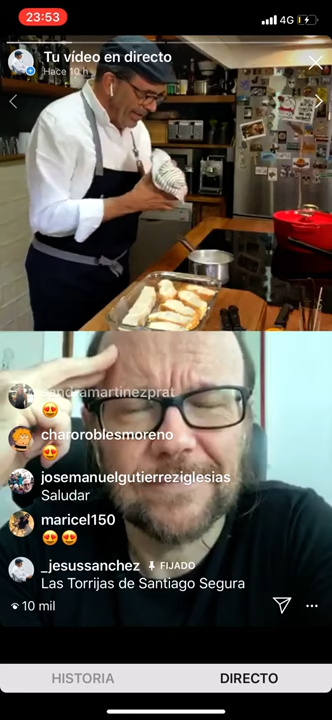 23:53
4G
Tu vídeo en directo
Hace 10 h
sandramartinezprat
😍
charoroblesmoreno
😍
josemanuelgutierreziglesias
Saludar
maricel150
😍😍
_jesussanchez FIJADO
Las Torrijas de Santiago Segura
10 mil
HISTORIA DIRECTO